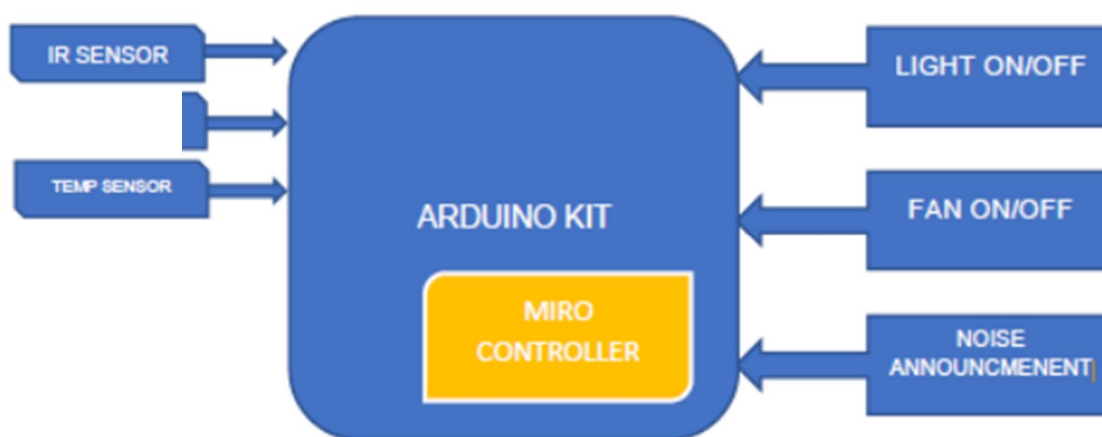 IR SENSOR
TEMP SENSOR
ARDUINO KIT
MIRO
CONTROLLER
LIGHT ON/OFF
FAN ON/OFF
NOISE
ANNOUNCMENENT